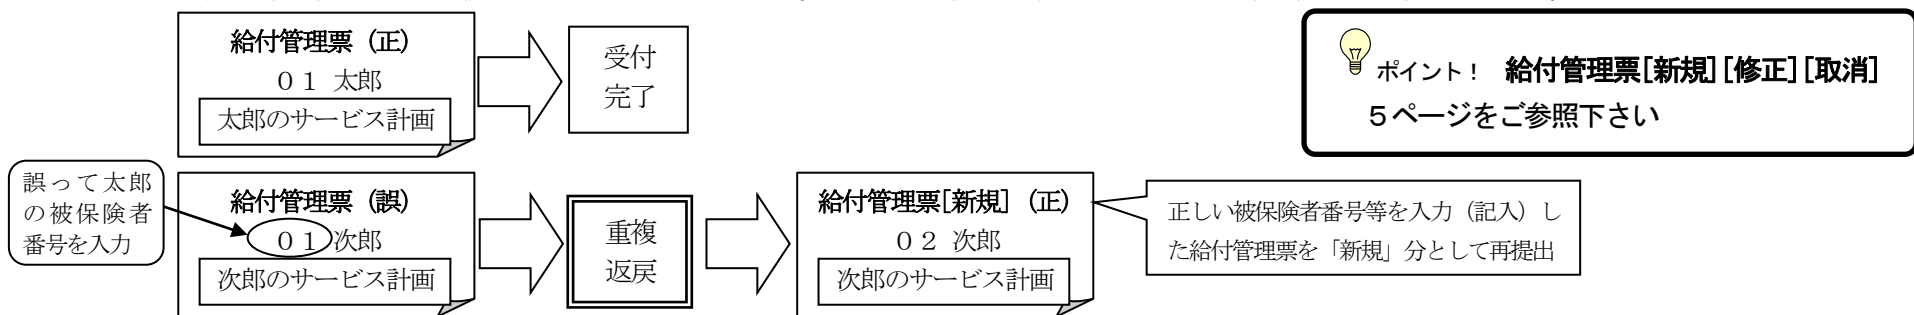 給付管理票（正）
０１ 太郎
太郎のサービス計画
受付
完了
ポイント！ 給付管理票[新規][修正][取消]
５ページをご参照下さい
誤って太郎
の被保険者
番号を入力
給付管理票（誤）
０１次郎
次郎のサービス計画
重複
返戻
給付管理票[新規]（正）
０２ 次郎
次郎のサービス計画
正しい被保険者番号等を入力（記入）し
た給付管理票を「新規」分として再提出